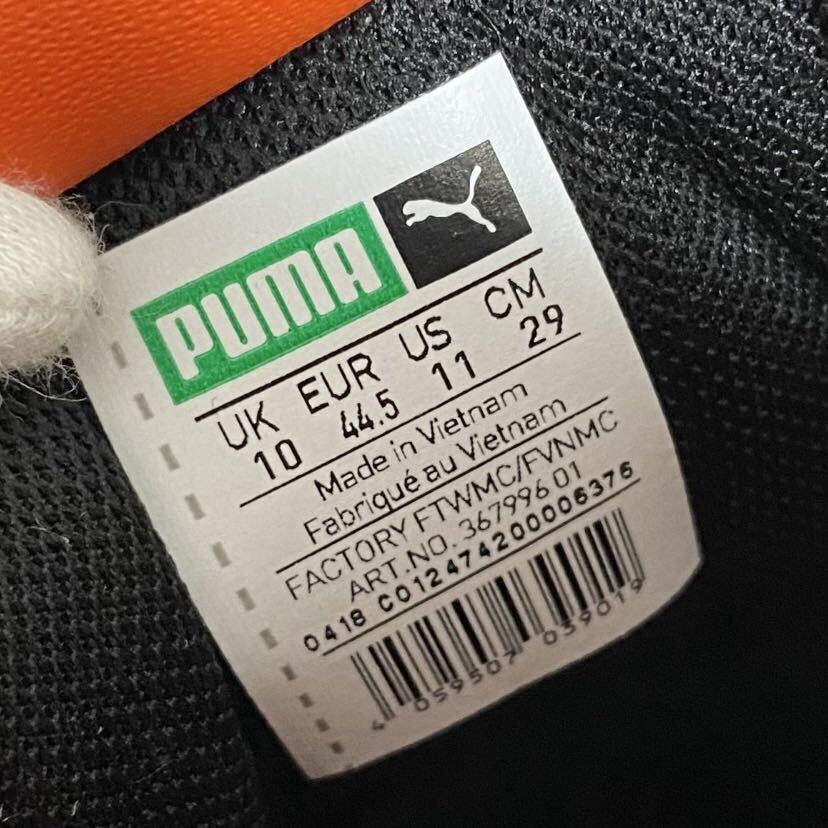 PUMA
UK EUR US CM
10 44.5 11 29
Made in Vietnam
Fabriqué au Vietnam
FACTORY FTWMC/FVNMC
ART.NO. 367996 01
0418 C012474200006376
4 059507 039019